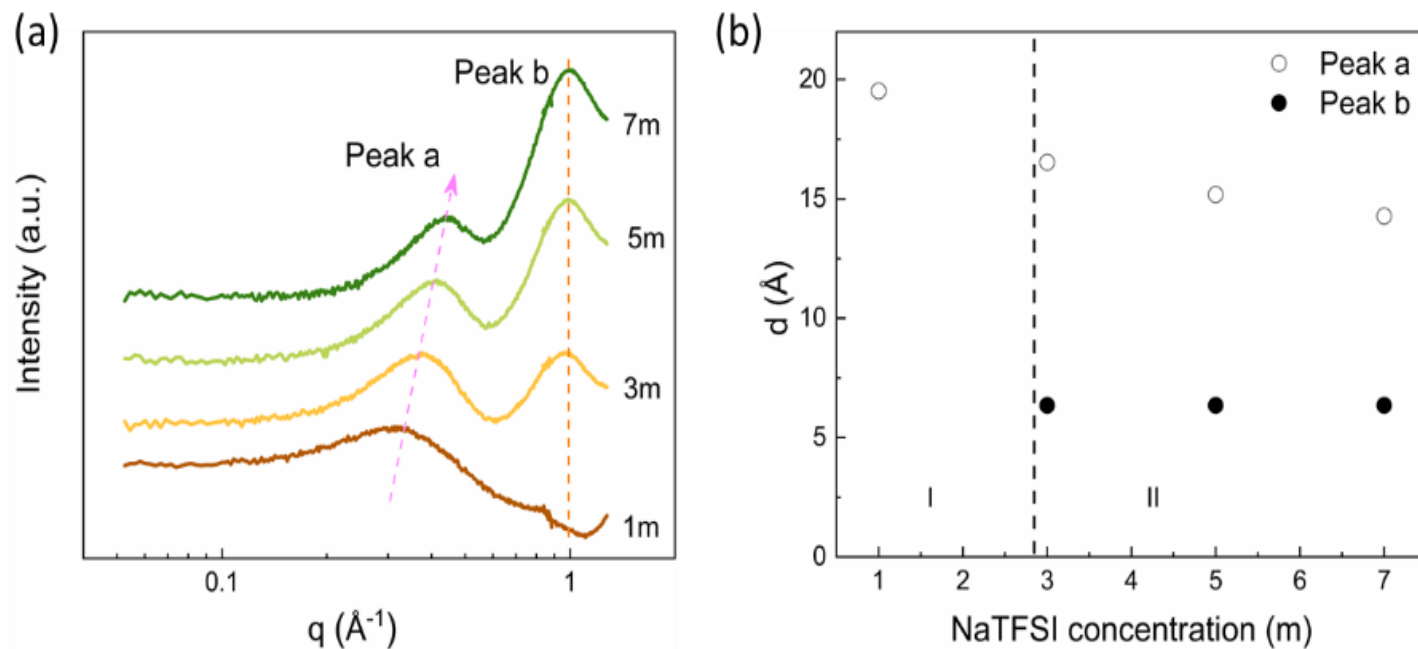 (a)
Peak b
7m
Peak a
5m
3m
1m
Intensity (a.u.)
0.1 1
q (Å⁻¹)
(b)
Peak a
Peak b
20
15
10
5
0
d (Å)
I II
1 2 3 4 5 6 7
NaTFSI concentration (m)